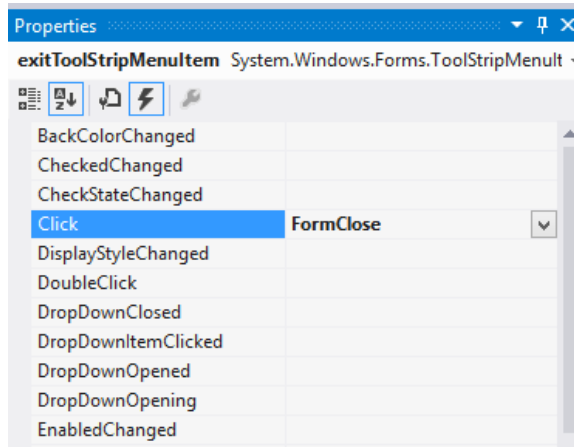 Properties
exitToolStripMenuItem System.Windows.Forms.ToolStripMenuIt
BackColorChanged
CheckedChanged
CheckStateChanged
Click FormClose
DisplayStyleChanged
DoubleClick
DropDownClosed
DropDownItemClicked
DropDownOpened
DropDownOpening
EnabledChanged